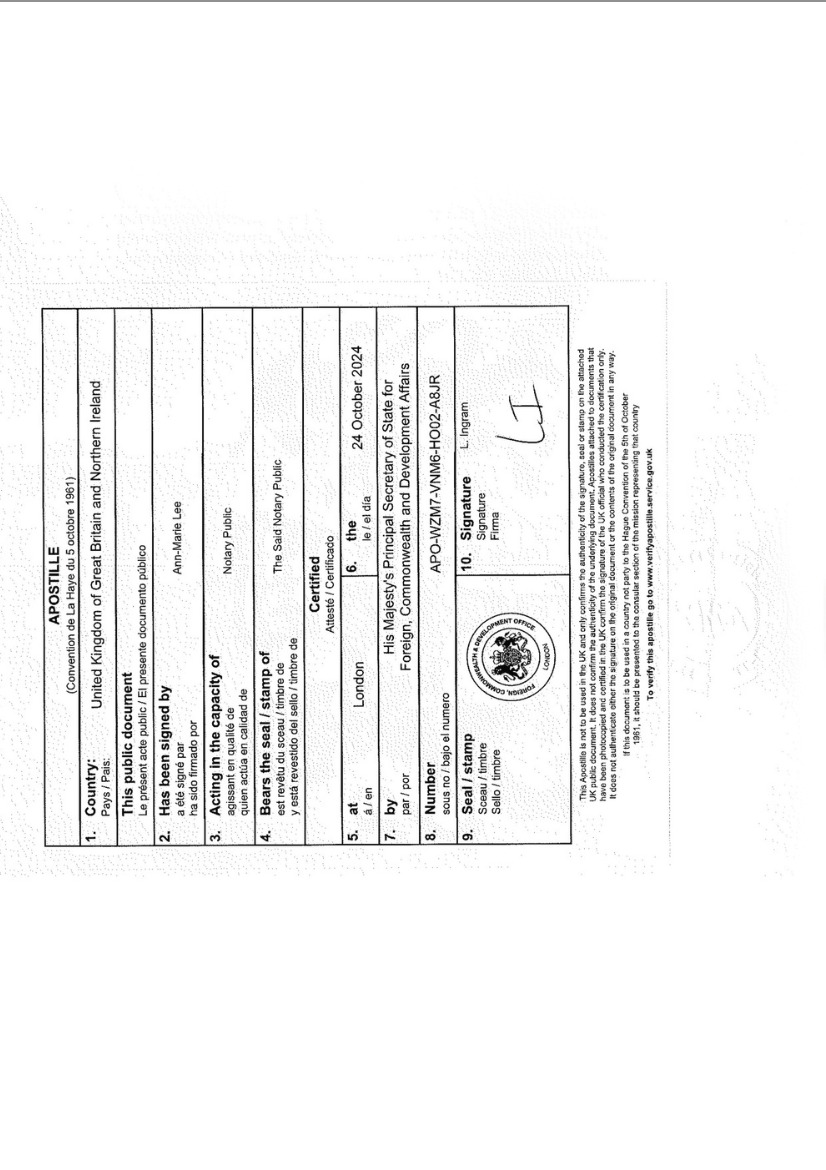 APOSTILLE
(Convention de La Haye du 5 octobre 1961)
1. Country: United Kingdom of Great Britain and Northern Ireland
Pays / Pais:
This public document
Le présent acte public / El presente documento público
2. Has been signed by Ann-Marie Lee
a été signé par
ha sido firmado por
3. Acting in the capacity of Notary Public
agissant en qualité de
quien actúa en calidad de
4. Bears the seal / stamp of The Said Notary Public
est revêtu du sceau / timbre de
y está revestido del sello / timbre de
Certified
Attesté / Certificado
5. at London
á / en
6. the 24 October 2024
le / el día
7. by His Majesty's Principal Secretary of State for
par / por Foreign, Commonwealth and Development Affairs
8. Number APO-WZM7-VNM6-HO02-A8JR
sous no / bajo el numero
9. Seal / stamp
Sceau / timbre
Sello / timbre
FOREIGN, COMMONWEALTH & DEVELOPMENT OFFICE
LONDON
10. Signature L. Ingram
Signature
Firma
LI
This Apostille is not to be used in the UK and only confirms the authenticity of the signature, seal or stamp on the attached
UK public document. It does not confirm the authenticity of the underlying document. Apostilles attached to documents that
have been photocopied and certified in the UK confirm the signature of the UK official who conducted the certification only.
It does not authenticate either the signature on the original document or the contents of the original document in any way.
If this document is to be used in a country not party to the Hague Convention of the 5th of October
1961, it should be presented to the consular section of the mission representing that country
To verify this apostille go to www.verifyapostille.service.gov.uk